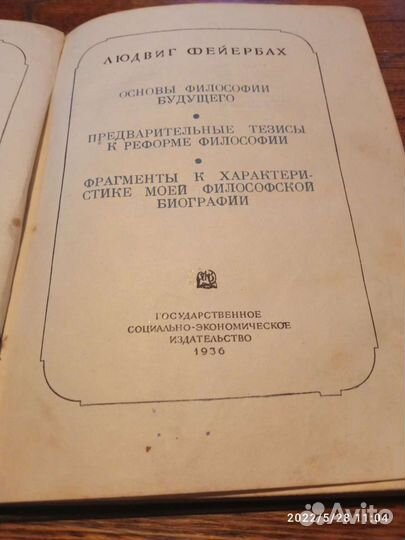 ЛЮДВИГ ФЕЙЕРБАХ
ОСНОВЫ ФИЛОСОФИИ
БУДУЩЕГО
•
ПРЕДВАРИТЕЛЬНЫЕ ТЕЗИСЫ
К РЕФОРМЕ ФИЛОСОФИИ
•
ФРАГМЕНТЫ К ХАРАКТЕРИ-
СТИКЕ МОЕЙ ФИЛОСОФСКОЙ
БИОГРАФИИ
ГОСУДАРСТВЕННОЕ
СОЦИАЛЬНО-ЭКОНОМИЧЕСКОЕ
ИЗДАТЕЛЬСТВО
1936
2022/5/28 11:04
Avito